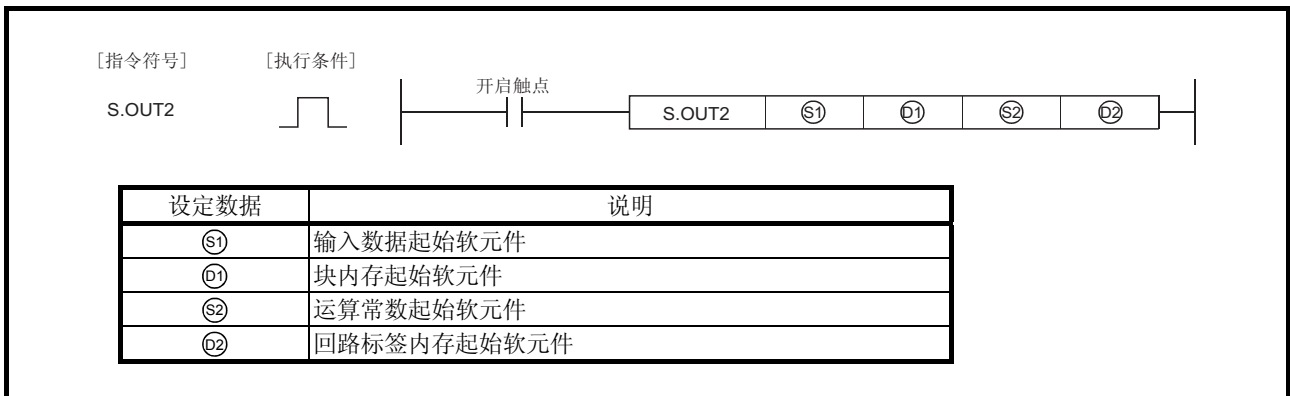 [指令符号] [执行条件]
开启触点
S.OUT2 S.OUT2 S1 D1 S2 D2
设定数据 说明
S1 输入数据起始软元件
D1 块内存起始软元件
S2 运算常数起始软元件
D2 回路标签内存起始软元件